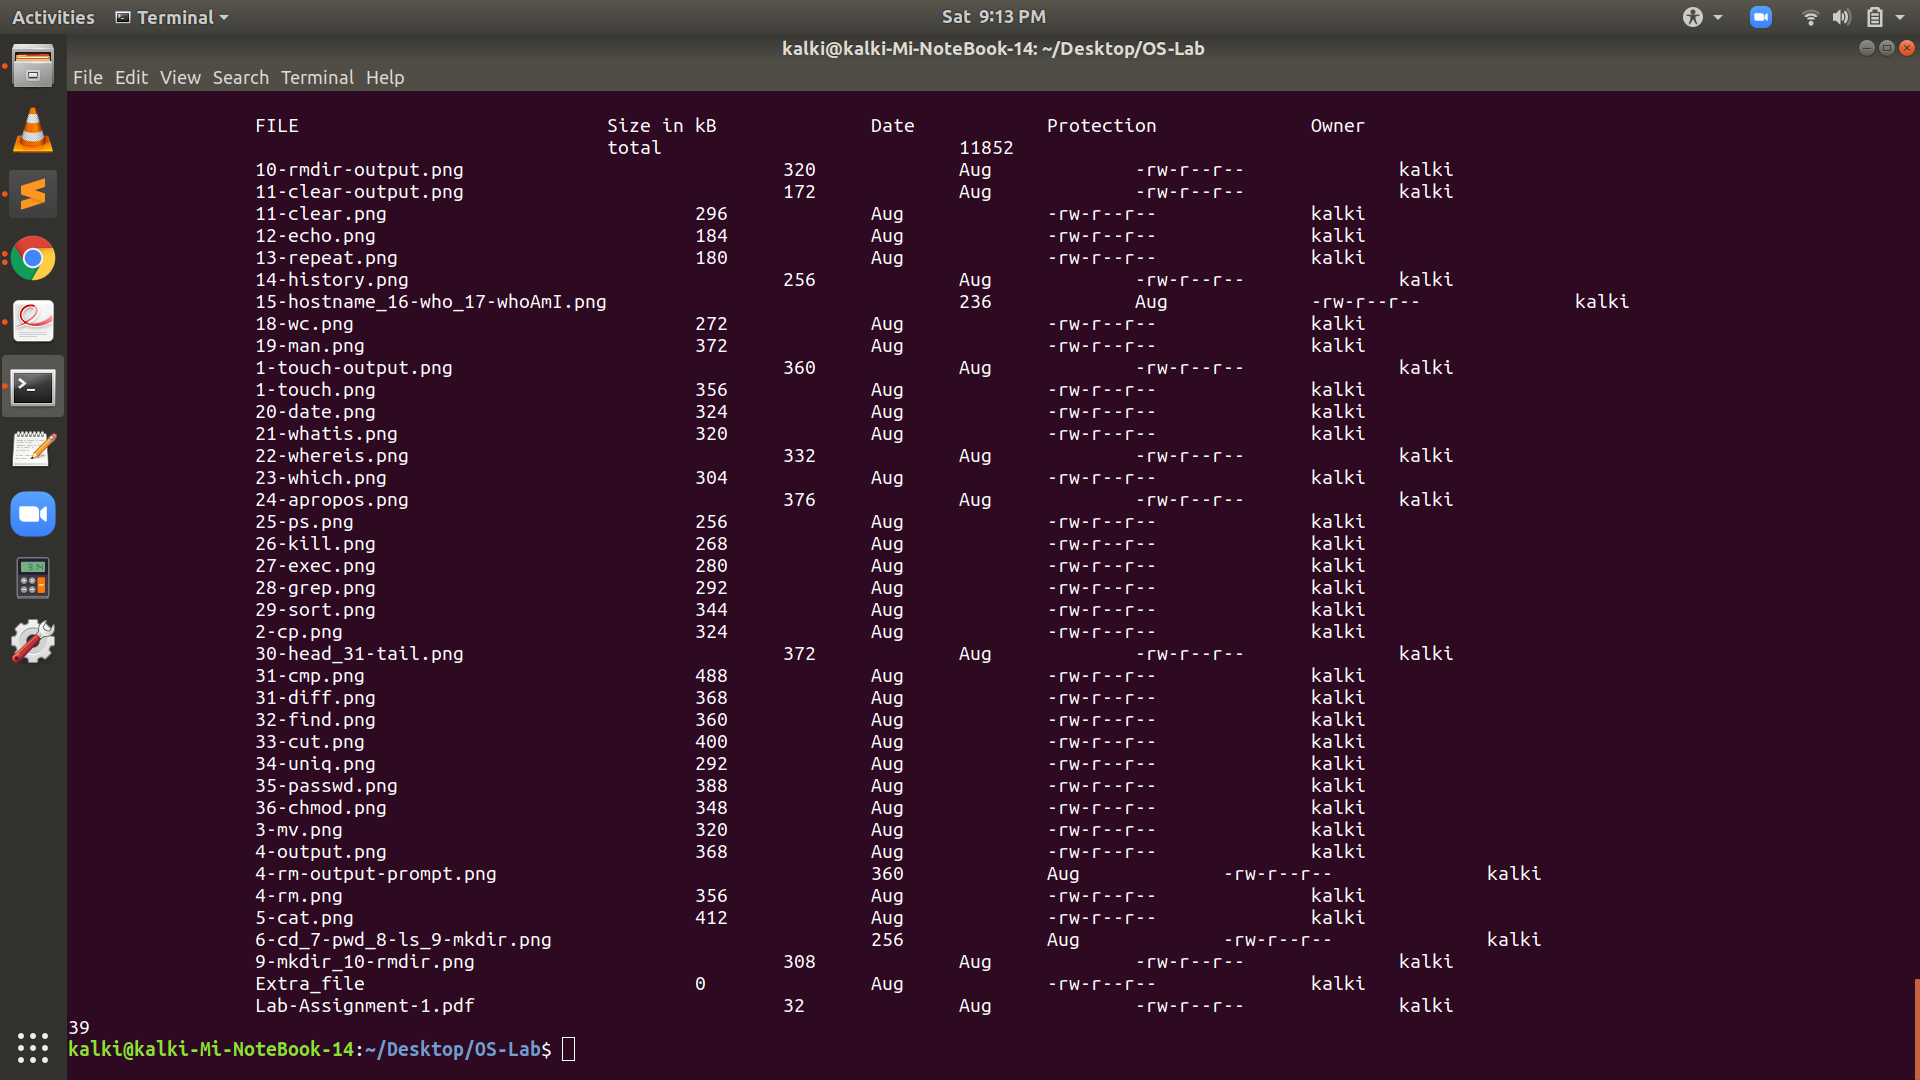 Activities Terminal Sat 9:13 PM
kalki@kalki-Mi-NoteBook-14: ~/Desktop/OS-Lab
File Edit View Search Terminal Help
FILE Size in kB Date Protection Owner
total 11852
10-rmdir-output.png 320 Aug -rw-r--r-- kalki
11-clear-output.png 172 Aug -rw-r--r-- kalki
11-clear.png 296 Aug -rw-r--r-- kalki
12-echo.png 184 Aug -rw-r--r-- kalki
13-repeat.png 180 Aug -rw-r--r-- kalki
14-history.png 256 Aug -rw-r--r-- kalki
15-hostname_16-who_17-whoAmI.png 236 Aug -rw-r--r-- kalki
18-wc.png 272 Aug -rw-r--r-- kalki
19-man.png 372 Aug -rw-r--r-- kalki
1-touch-output.png 360 Aug -rw-r--r-- kalki
1-touch.png 356 Aug -rw-r--r-- kalki
20-date.png 324 Aug -rw-r--r-- kalki
21-whatis.png 320 Aug -rw-r--r-- kalki
22-whereis.png 332 Aug -rw-r--r-- kalki
23-which.png 304 Aug -rw-r--r-- kalki
24-apropos.png 376 Aug -rw-r--r-- kalki
25-ps.png 256 Aug -rw-r--r-- kalki
26-kill.png 268 Aug -rw-r--r-- kalki
27-exec.png 280 Aug -rw-r--r-- kalki
28-grep.png 292 Aug -rw-r--r-- kalki
29-sort.png 344 Aug -rw-r--r-- kalki
2-cp.png 324 Aug -rw-r--r-- kalki
30-head_31-tail.png 372 Aug -rw-r--r-- kalki
31-cmp.png 488 Aug -rw-r--r-- kalki
31-diff.png 368 Aug -rw-r--r-- kalki
32-find.png 360 Aug -rw-r--r-- kalki
33-cut.png 400 Aug -rw-r--r-- kalki
34-uniq.png 292 Aug -rw-r--r-- kalki
35-passwd.png 388 Aug -rw-r--r-- kalki
36-chmod.png 348 Aug -rw-r--r-- kalki
3-mv.png 320 Aug -rw-r--r-- kalki
4-output.png 368 Aug -rw-r--r-- kalki
4-rm-output-prompt.png 360 Aug -rw-r--r-- kalki
4-rm.png 356 Aug -rw-r--r-- kalki
5-cat.png 412 Aug -rw-r--r-- kalki
6-cd_7-pwd_8-ls_9-mkdir.png 256 Aug -rw-r--r-- kalki
9-mkdir_10-rmdir.png 308 Aug -rw-r--r-- kalki
Extra_file 0 Aug -rw-r--r-- kalki
Lab-Assignment-1.pdf 32 Aug -rw-r--r-- kalki
39
kalki@kalki-Mi-NoteBook-14:~/Desktop/OS-Lab$